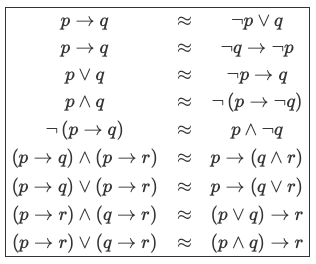 p → q ≈ ¬p ∨ q
p → q ≈ ¬q → ¬p
p ∨ q ≈ ¬p → q
p ∧ q ≈ ¬ (p → ¬q)
¬ (p → q) ≈ p ∧ ¬q
(p → q) ∧ (p → r) ≈ p → (q ∧ r)
(p → q) ∨ (p → r) ≈ p → (q ∨ r)
(p → r) ∧ (q → r) ≈ (p ∨ q) → r
(p → r) ∨ (q → r) ≈ (p ∧ q) → r